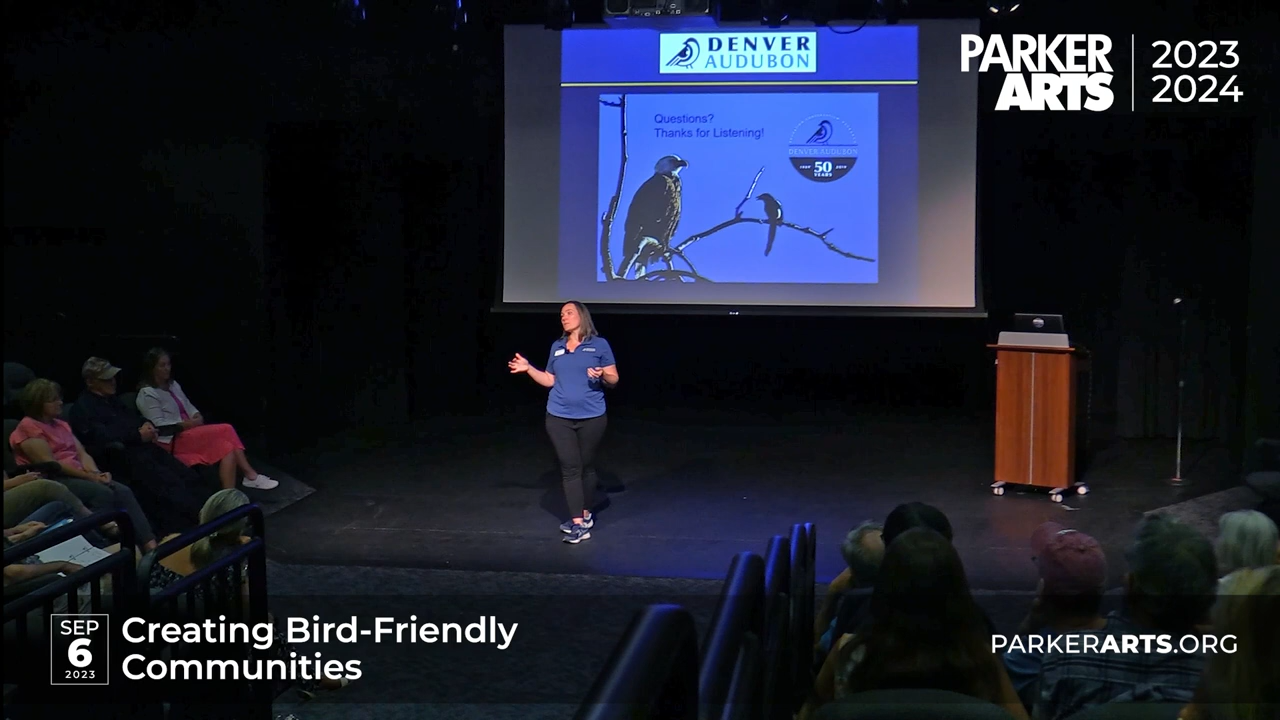 DENVER
AUDUBON
Questions?
Thanks for Listening!
DENVER AUDUBON
50
YEARS
PARKER
ARTS
2023
2024
SEP
6
2023
Creating Bird-Friendly
Communities
PARKERARTS.ORG